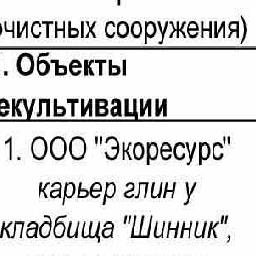 очистных сооружения)
. Объекты
екультивации
1. ООО "Экоресурс"
карьер глин у
кладбища "Шинник",